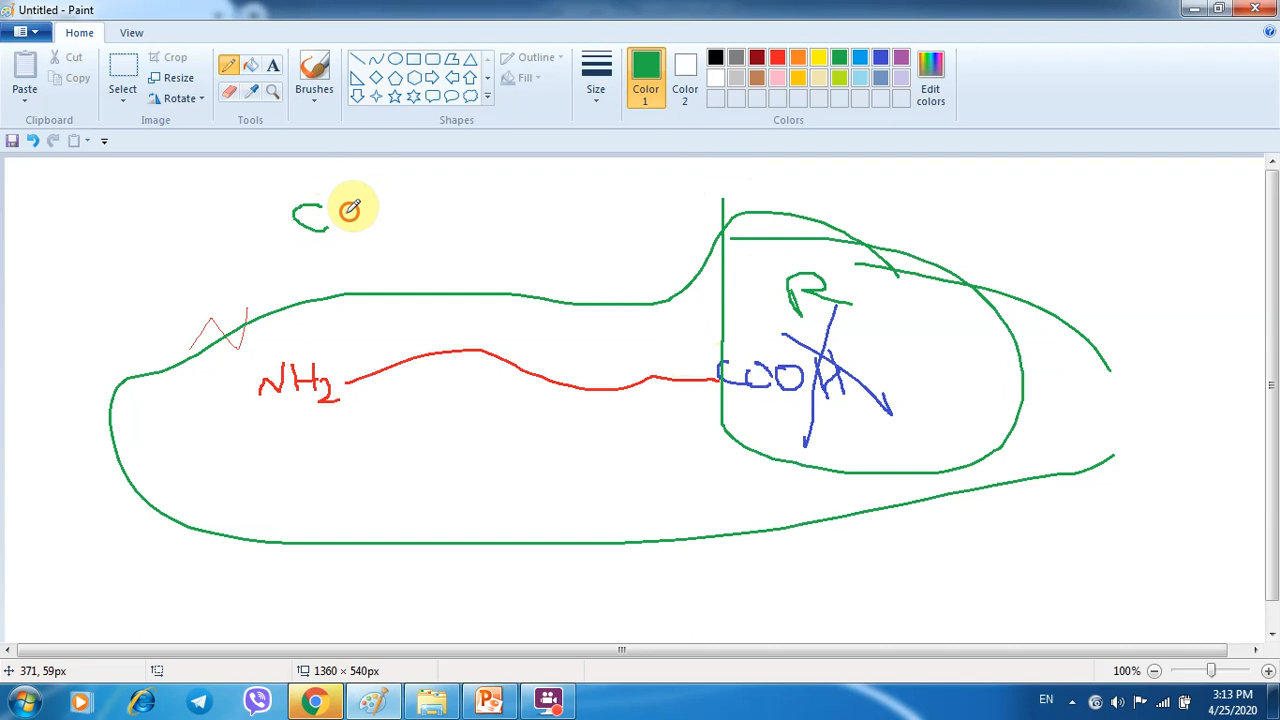 Untitled - Paint
Home View
Paste Cut Copy
Clipboard
Select Crop Resize Rotate
Image
A
Tools
Brushes
Shapes
Outline
Fill
Size
Color 1
Color 2
Edit colors
Colors
C
R
N
NH2 COOH
371, 59px 1360 × 540px 100%
EN 3:13 PM
4/25/2020